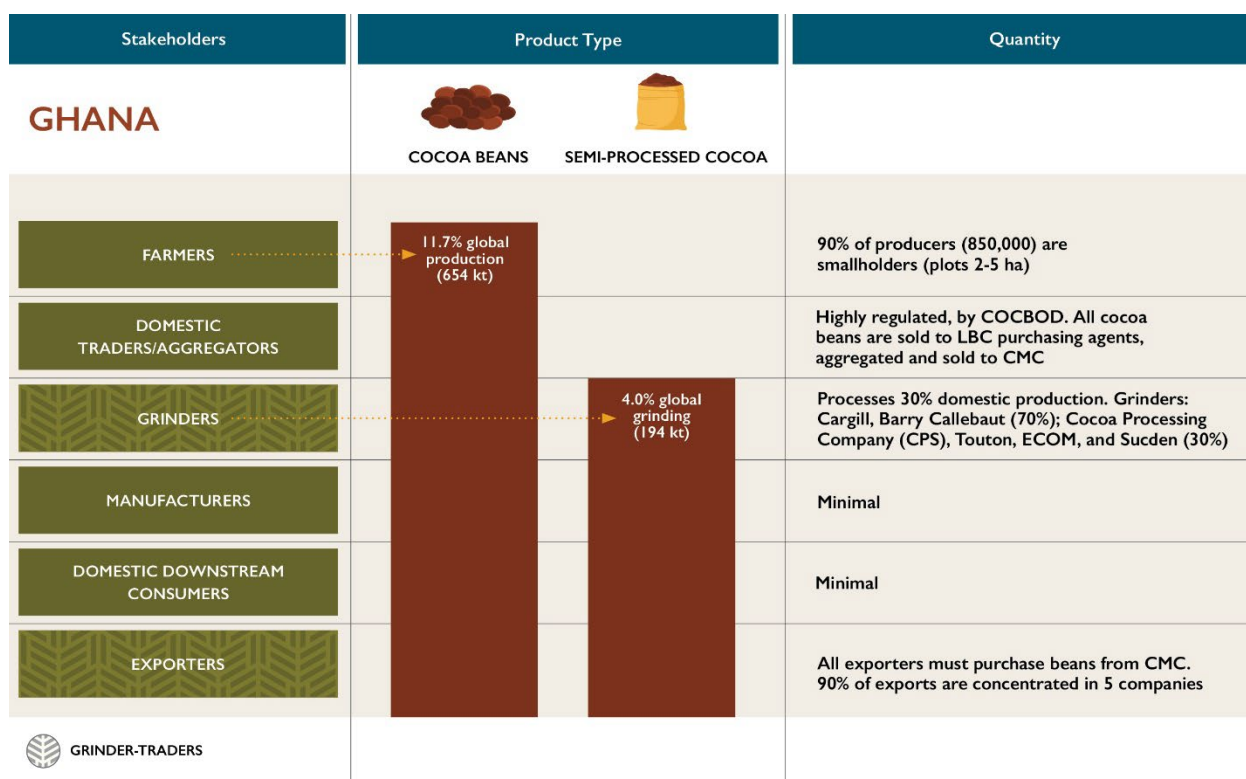 Stakeholders
Product Type
Quantity
GHANA
COCOA BEANS
SEMI-PROCESSED COCOA
FARMERS
11.7% global
production
(654 kt)
90% of producers (850,000) are
smallholders (plots 2-5 ha)
DOMESTIC
TRADERS/AGGREGATORS
Highly regulated, by COCBOD. All cocoa
beans are sold to LBC purchasing agents,
aggregated and sold to CMC
GRINDERS
4.0% global
grinding
(194 kt)
Processes 30% domestic production. Grinders:
Cargill, Barry Callebaut (70%); Cocoa Processing
Company (CPS), Touton, ECOM, and Sucden (30%)
MANUFACTURERS
Minimal
DOMESTIC DOWNSTREAM
CONSUMERS
Minimal
EXPORTERS
All exporters must purchase beans from CMC.
90% of exports are concentrated in 5 companies
GRINDER-TRADERS